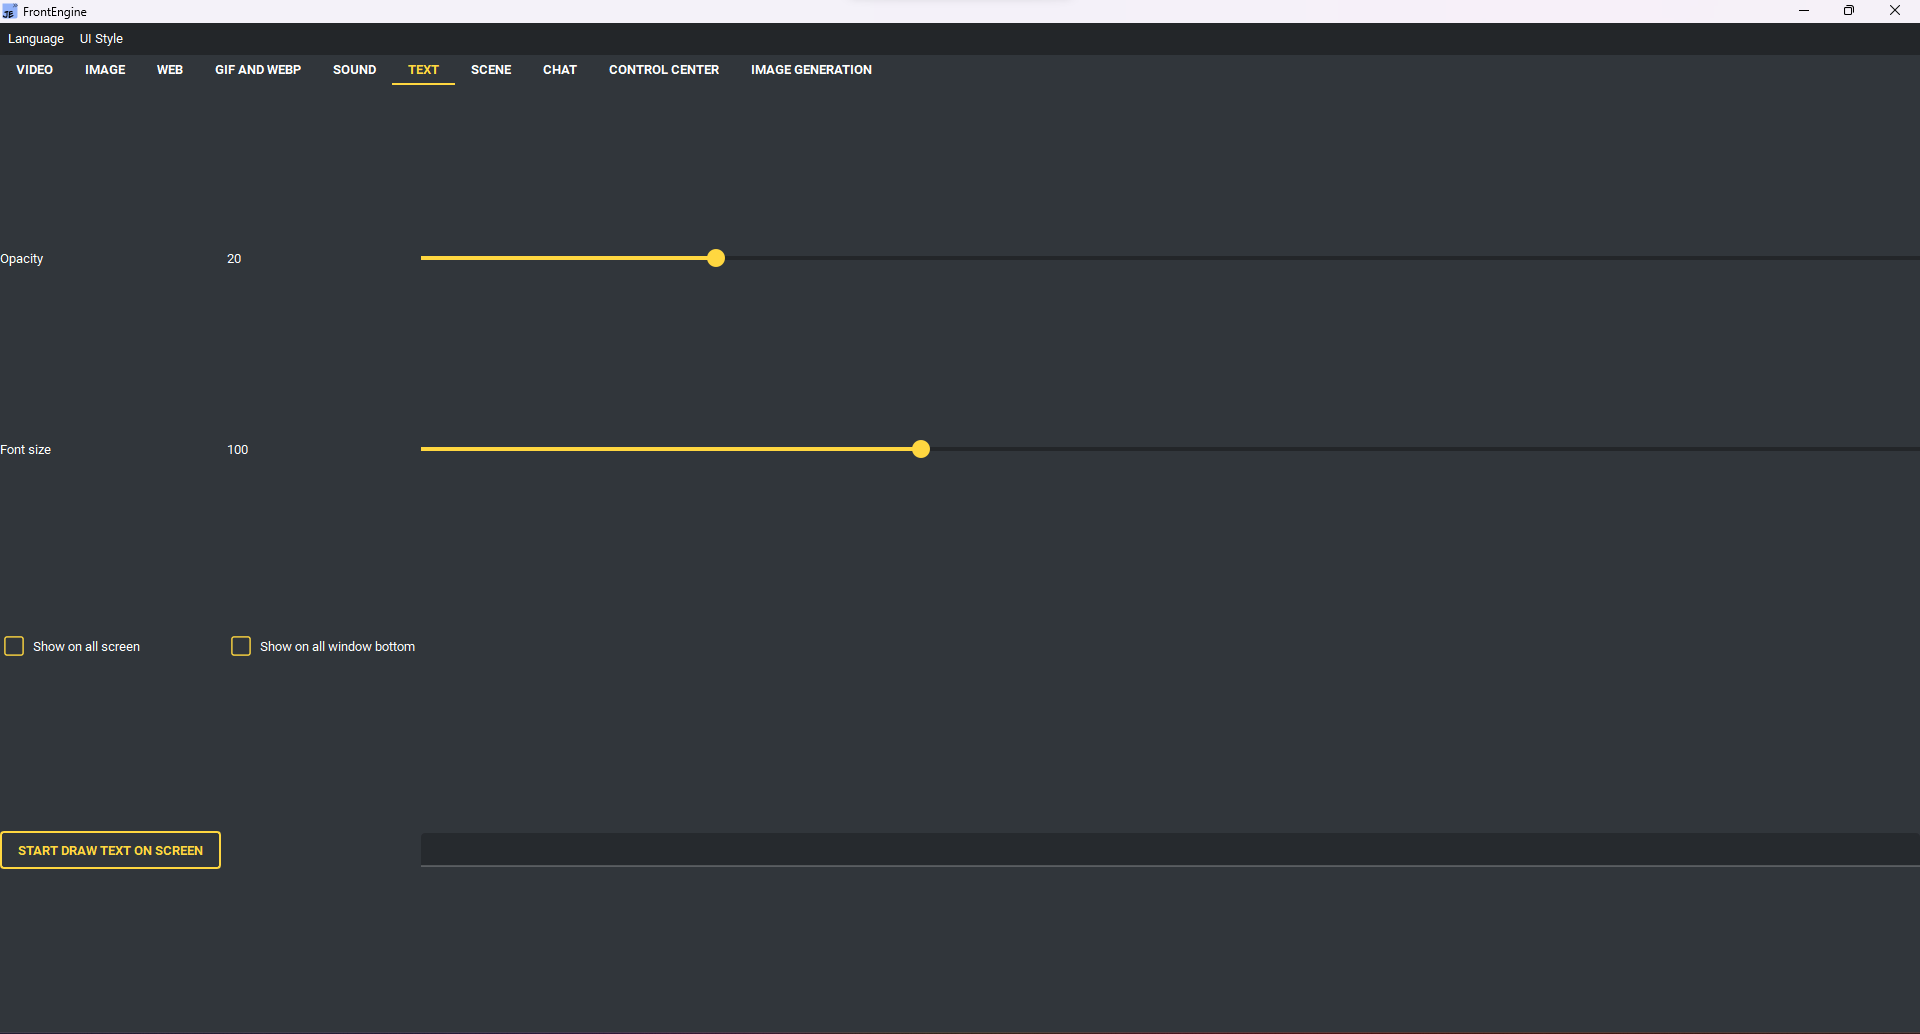 FrontEngine
Language UI Style
VIDEO IMAGE WEB GIF AND WEBP SOUND TEXT SCENE CHAT CONTROL CENTER IMAGE GENERATION
Opacity 20
Font size 100
Show on all screen Show on all window bottom
START DRAW TEXT ON SCREEN